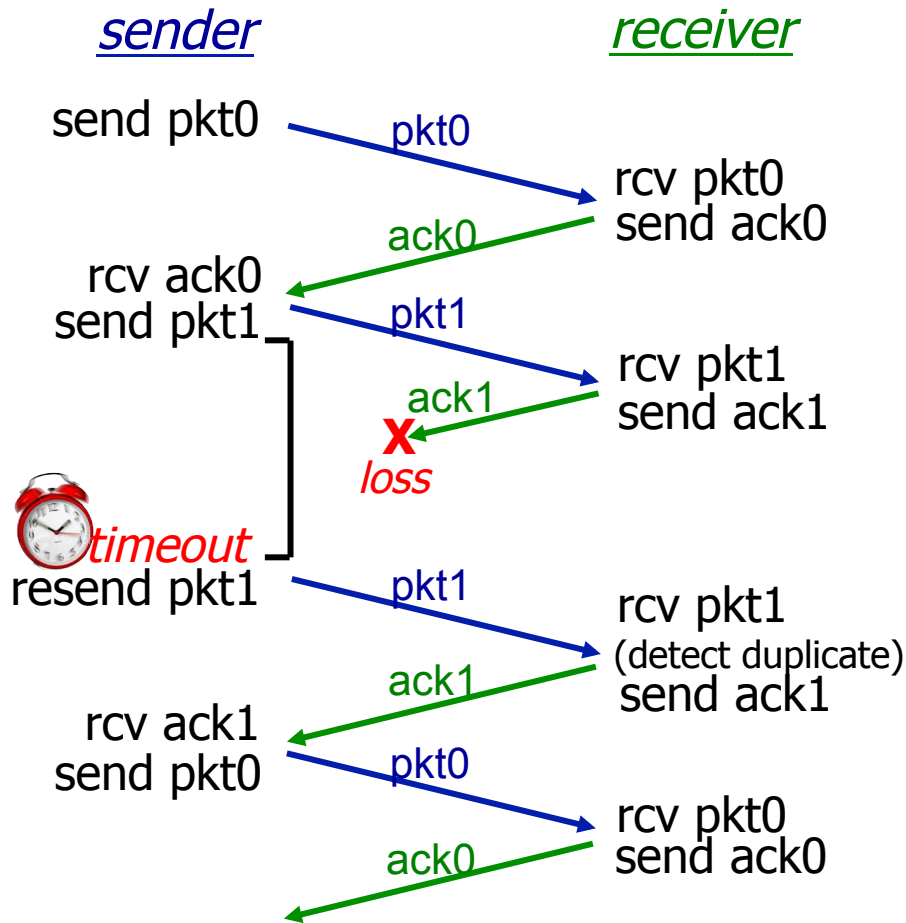 sender
receiver
send pkt0
pkt0
rcv pkt0
send ack0
ack0
rcv ack0
send pkt1
pkt1
rcv pkt1
send ack1
ack1
X
loss
timeout
resend pkt1
pkt1
rcv pkt1
(detect duplicate)
send ack1
ack1
rcv ack1
send pkt0
pkt0
rcv pkt0
send ack0
ack0